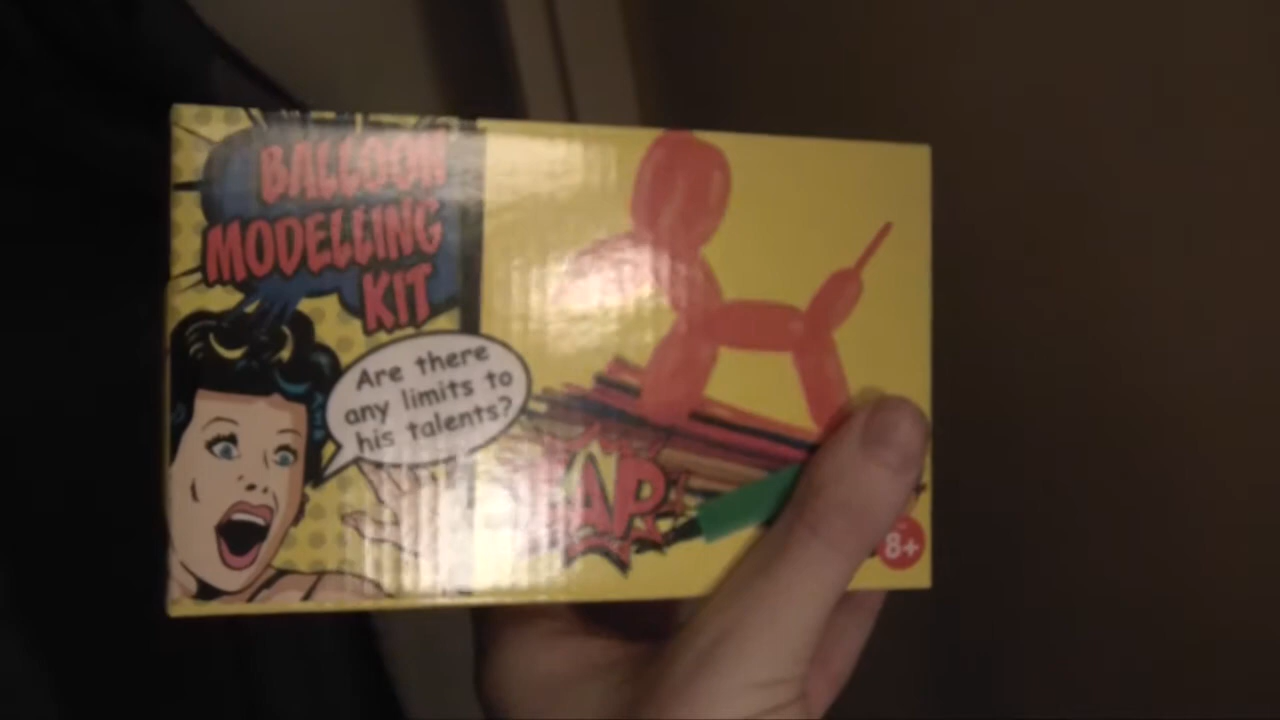 BALLOON
MODELLING
KIT
Are there
any limits to
his talents?
8+